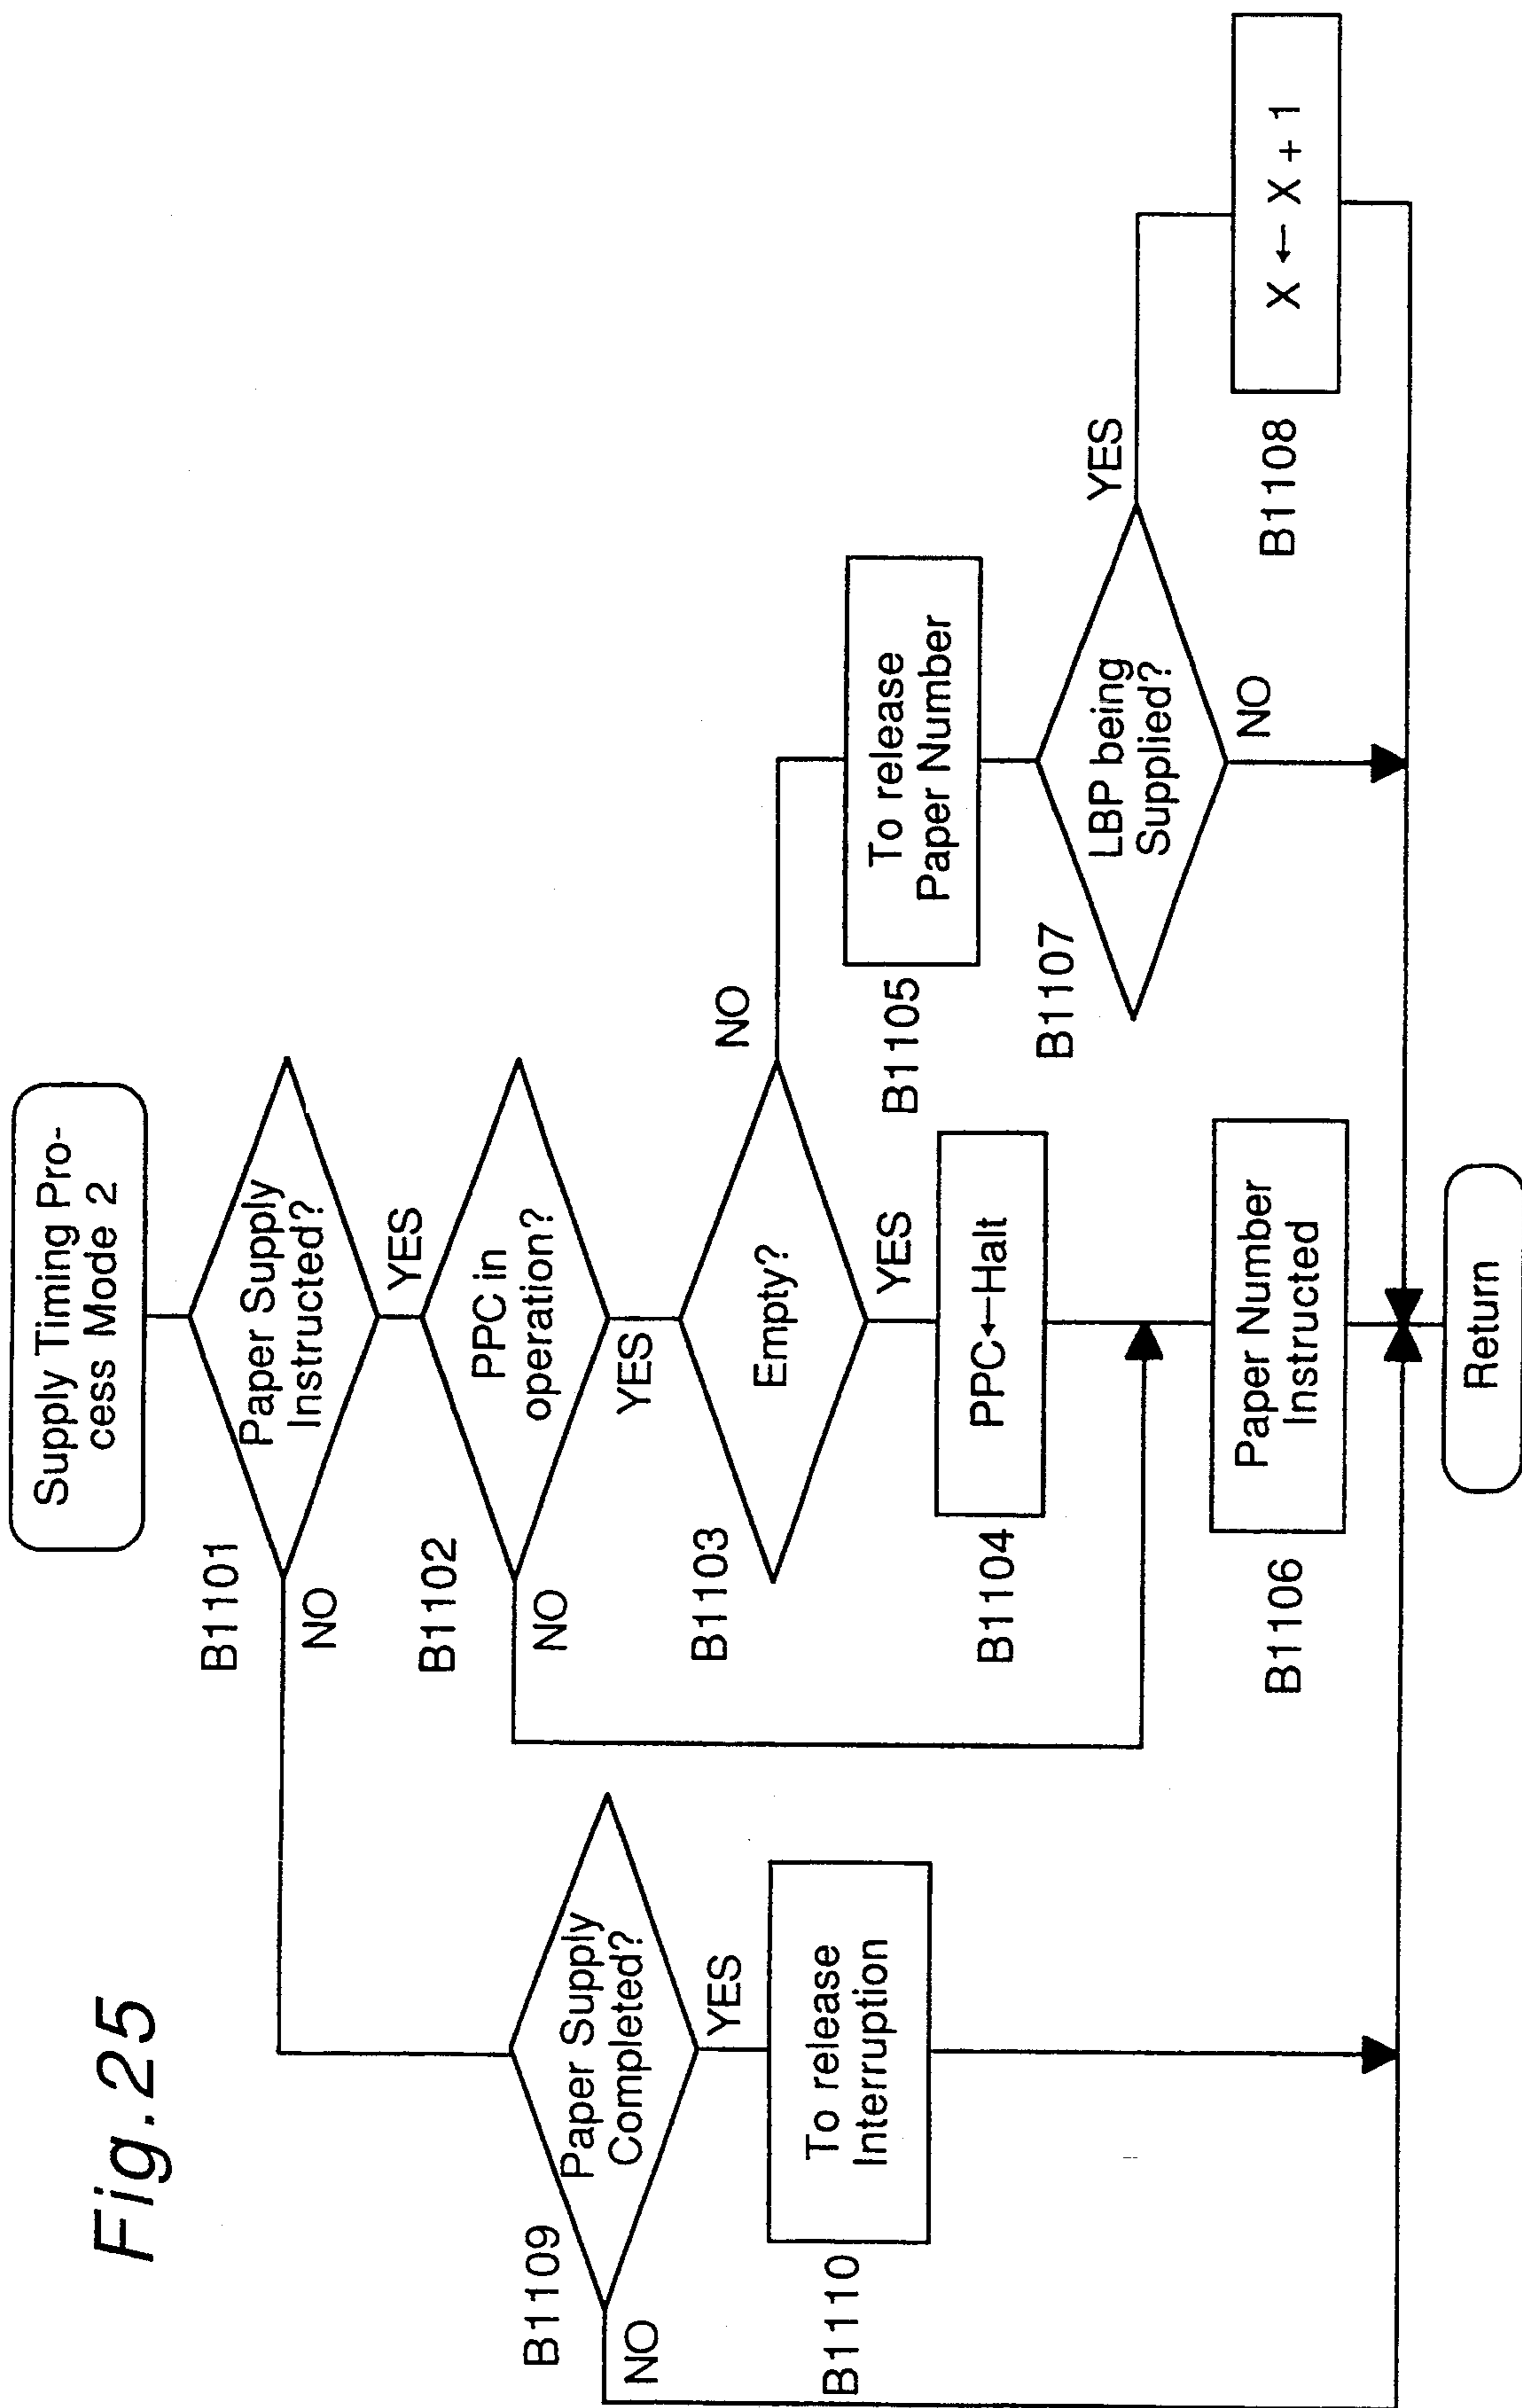 Fig.25
Supply Timing Pro-
cess Mode 2
B1101
Paper Supply
Instructed?
NO
YES
B1102
PPC in
operation?
NO
YES
B1109
Paper Supply
Completed?
NO
YES
B1103
Empty?
NO
YES
B1110
To release
Interruption
B1104
PPC←Halt
B1105
To release
Paper Number
B1107
LBP being
Supplied?
YES
NO
B1106
Paper Number
Instructed
B1108
X ← X + 1
Return